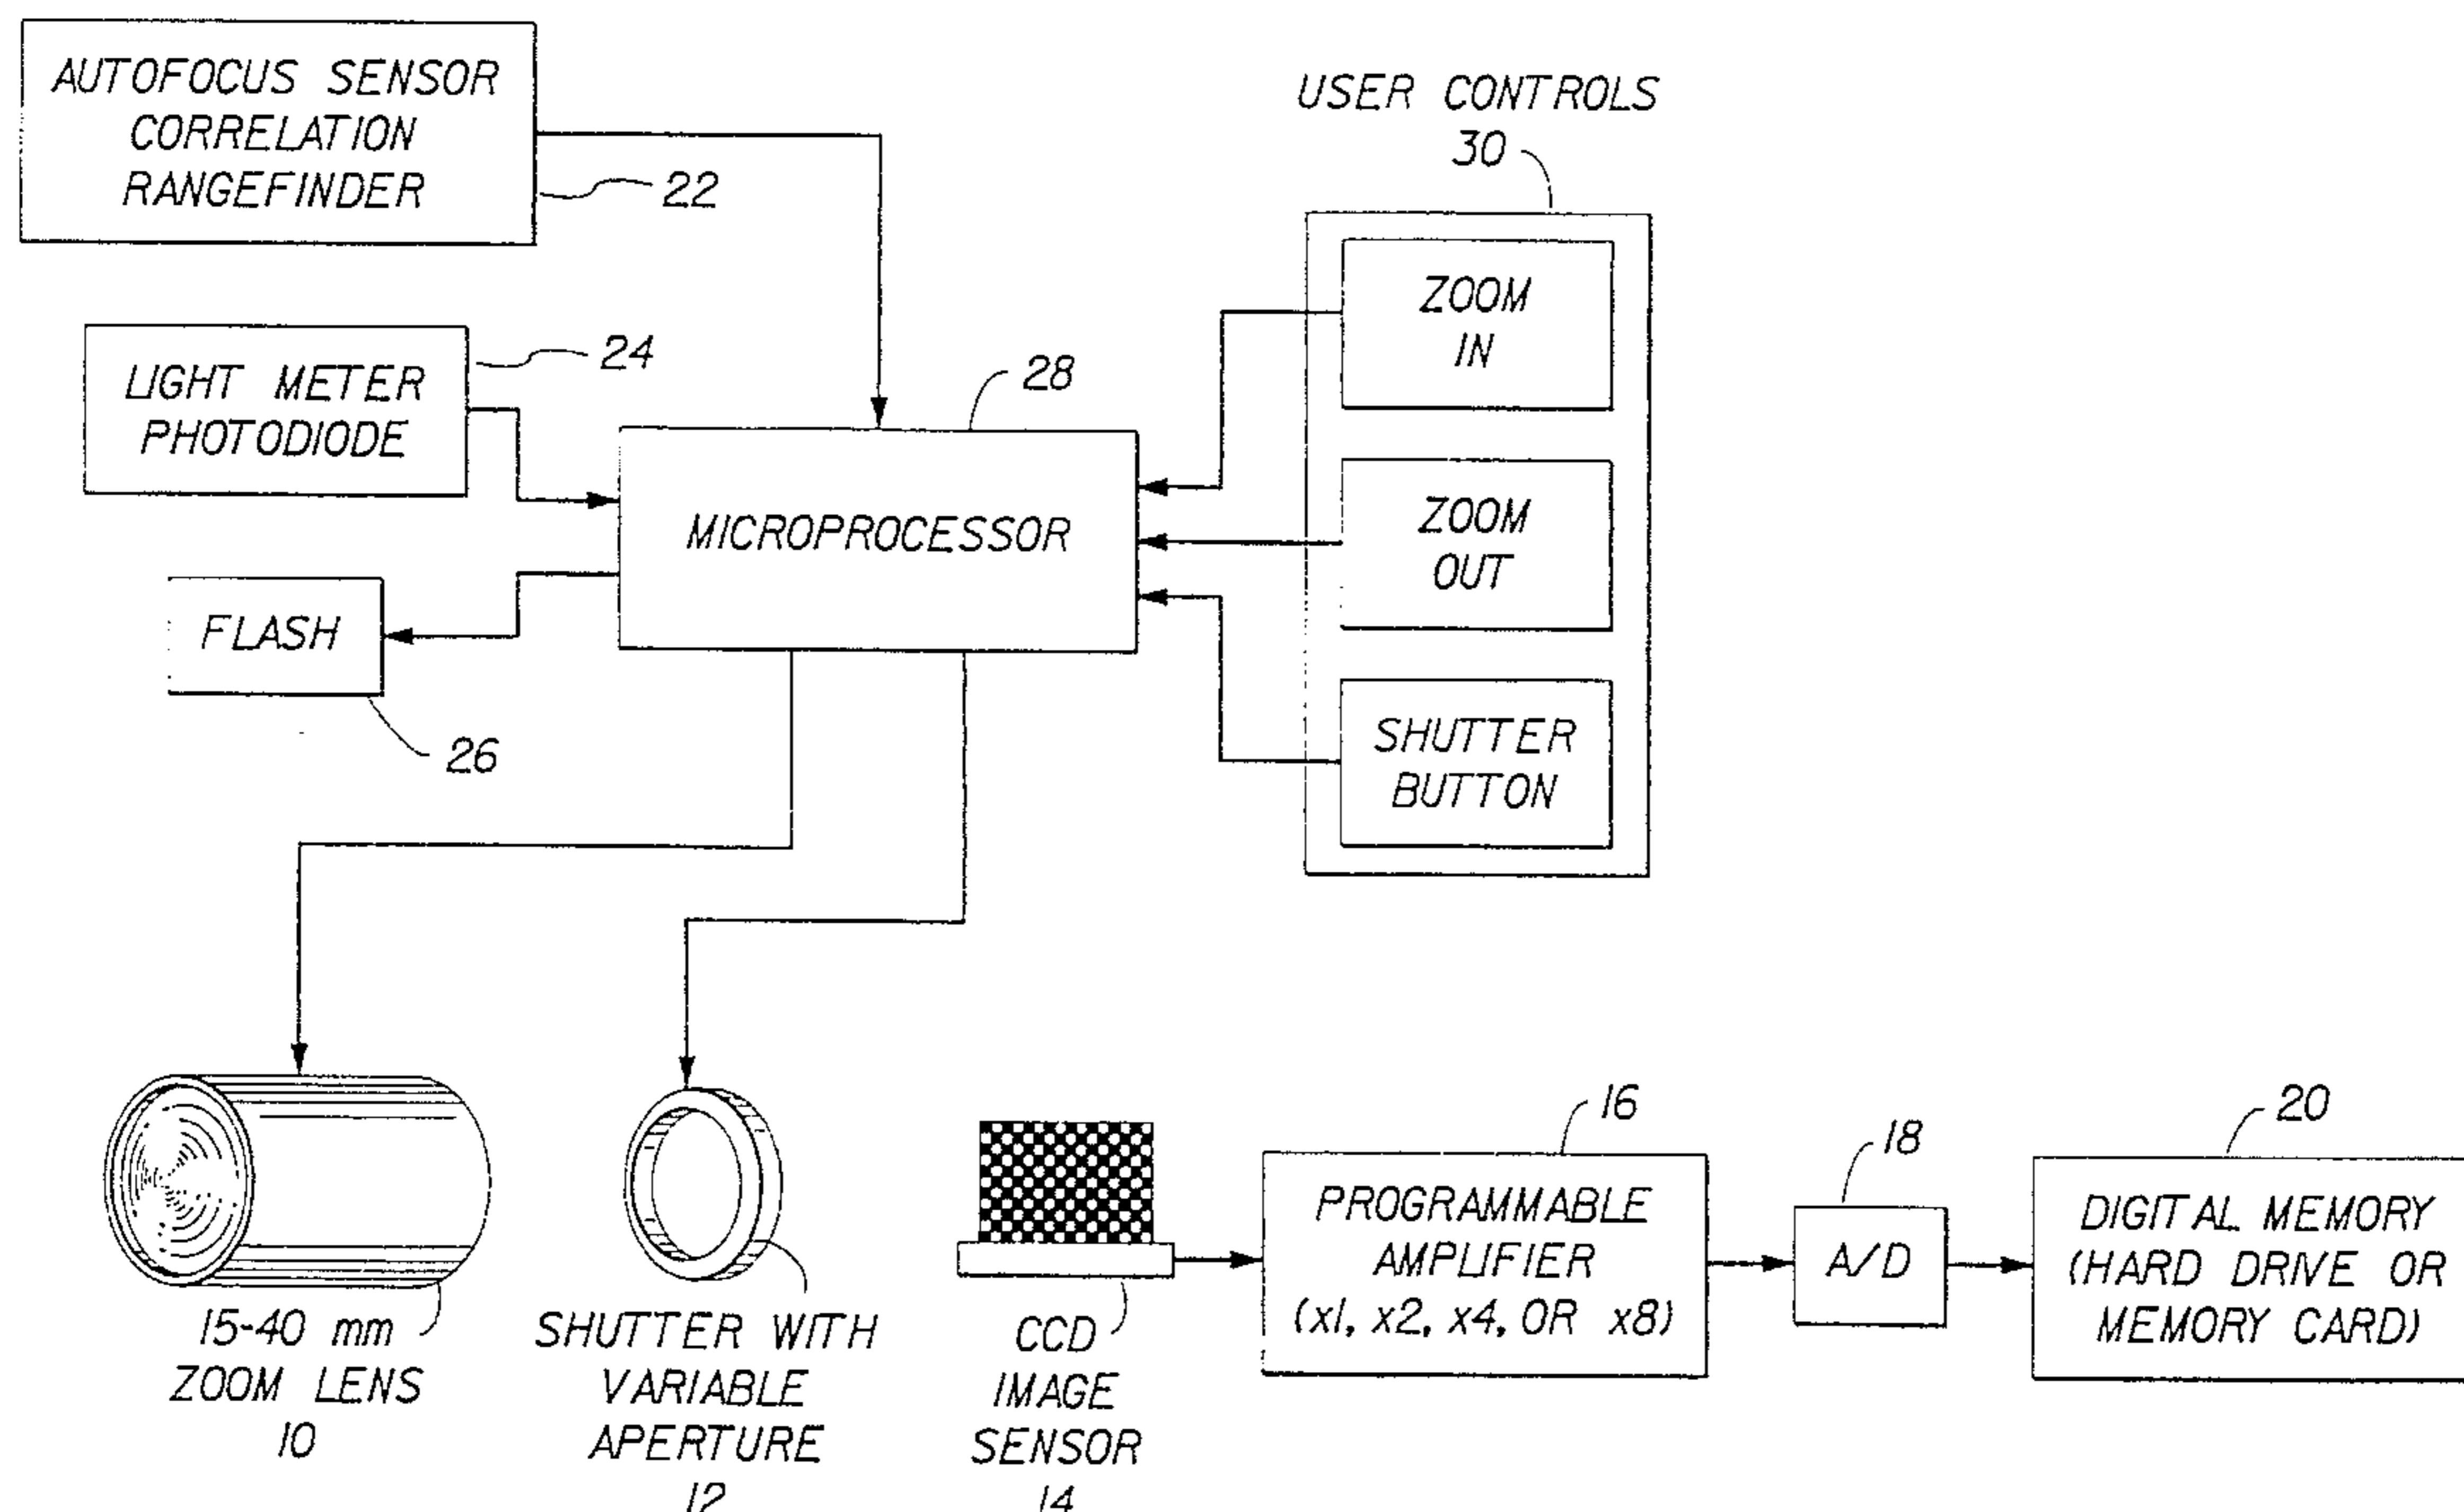 AUTOFOCUS SENSOR
CORRELATION
RANGEFINDER
22
USER CONTROLS
30
LIGHT METER
PHOTODIODE
24
ZOOM
IN
28
MICROPROCESSOR
ZOOM
OUT
FLASH
26
SHUTTER
BUTTON
15-40 mm
ZOOM LENS
10
SHUTTER WITH
VARIABLE
APERTURE
12
CCD
IMAGE
SENSOR
14
16
PROGRAMMABLE
AMPLIFIER
(x1, x2, x4, OR x8)
18
A/D
20
DIGITAL MEMORY
(HARD DRIVE OR
MEMORY CARD)